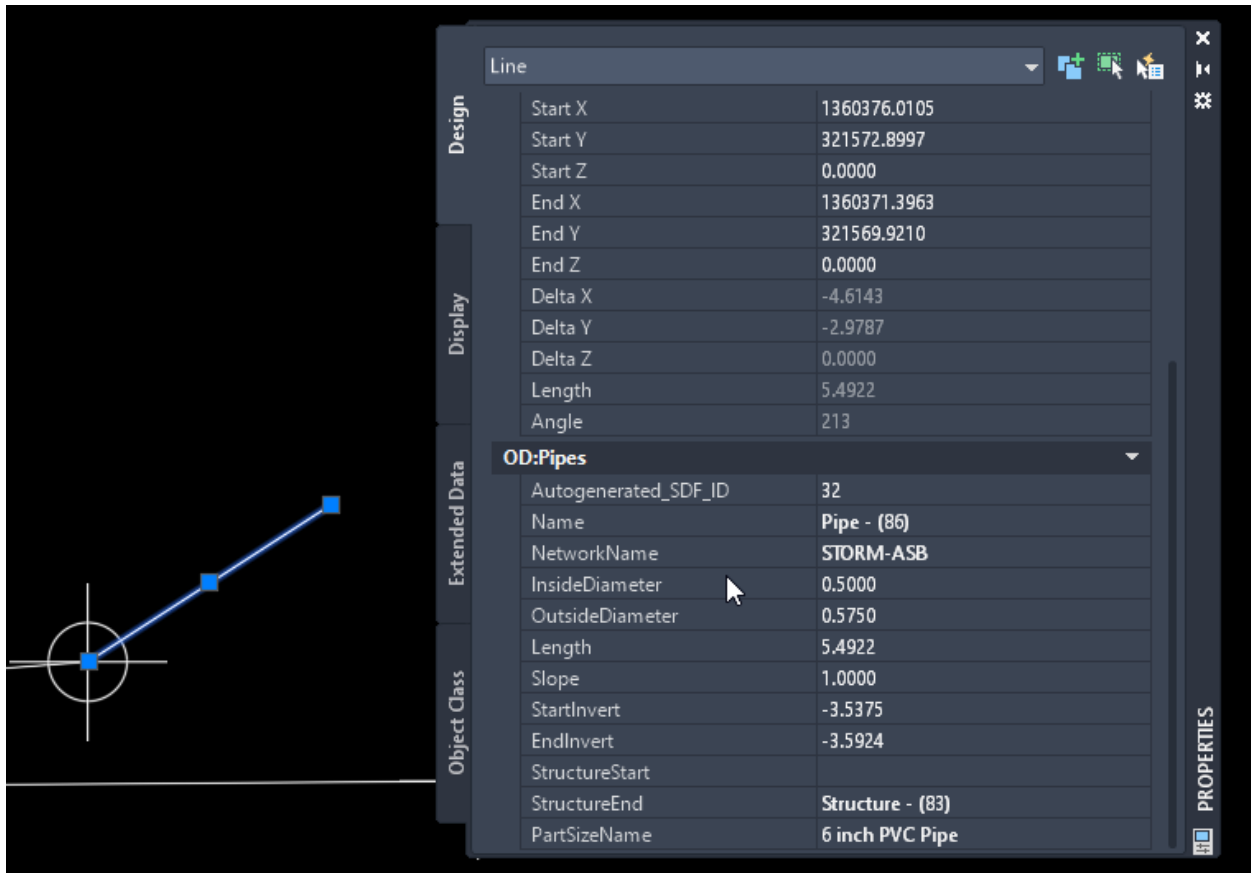 Line
Start X 1360376.0105
Start Y 321572.8997
Start Z 0.0000
End X 1360371.3963
End Y 321569.9210
End Z 0.0000
Delta X -4.6143
Delta Y -2.9787
Delta Z 0.0000
Length 5.4922
Angle 213
OD:Pipes
Autogenerated_SDF_ID 32
Name Pipe - (86)
NetworkName STORM-ASB
InsideDiameter 0.5000
OutsideDiameter 0.5750
Length 5.4922
Slope 1.0000
StartInvert -3.5375
EndInvert -3.5924
StructureStart
StructureEnd Structure - (83)
PartSizeName 6 inch PVC Pipe
Design
Display
Extended Data
Object Class
PROPERTIES